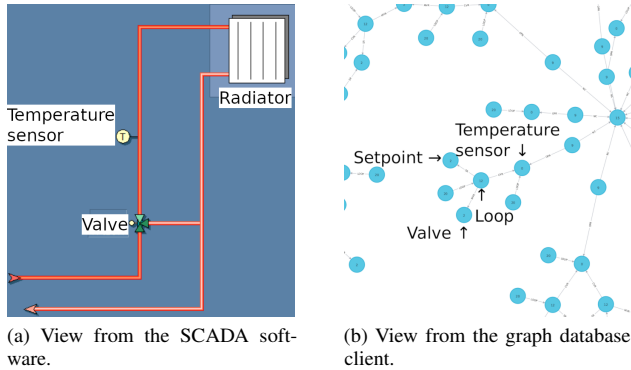 Radiator
Temperature
sensor
T
Valve
Temperature
sensor ↓
Setpoint →
↑
Loop
Valve ↑
(a) View from the SCADA soft-
ware.
(b) View from the graph database
client.